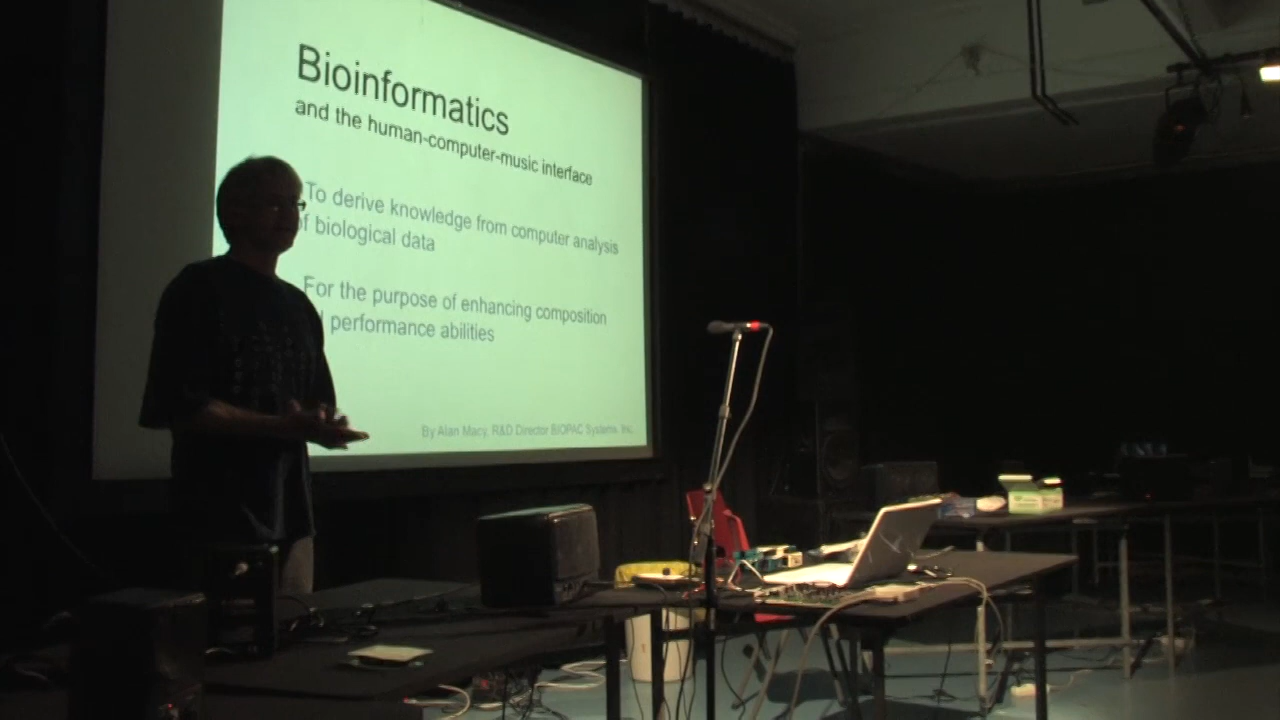 Bioinformatics
and the human-computer-music interface
To derive knowledge from computer analysis
of biological data
For the purpose of enhancing composition
performance abilities
By Alan Macy, R&D Director BIOPAC Systems, Inc.